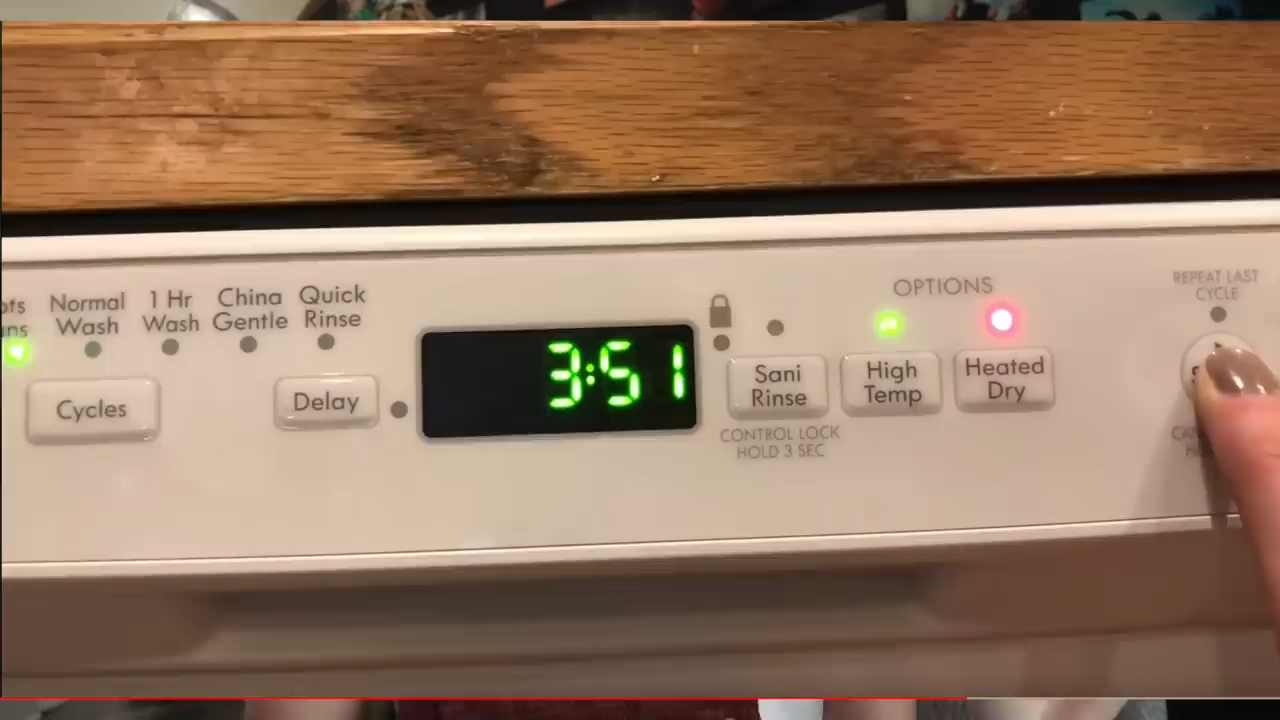 Normal
Wash
1 Hr
Wash
China
Gentle
Quick
Rinse
Cycles
Delay
3:51
Sani
Rinse
CONTROL LOCK
HOLD 3 SEC
OPTIONS
High
Temp
Heated
Dry
REPEAT LAST
CYCLE